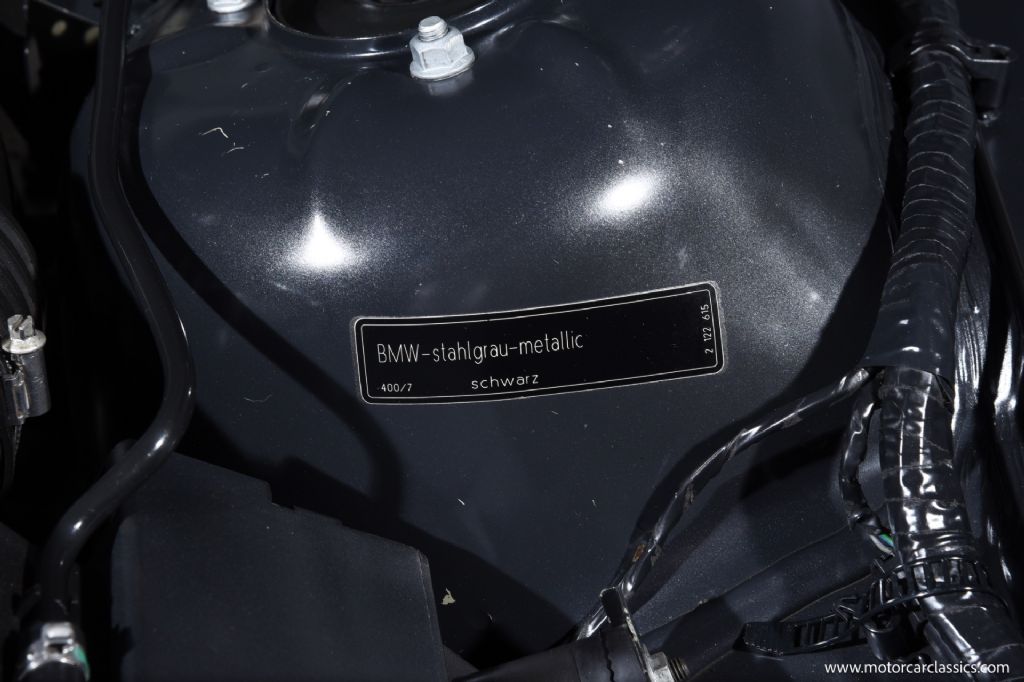 BMW-stahlgrau-metallic
400/7 schwarz
2 122 615
www.motorcarclassics.com